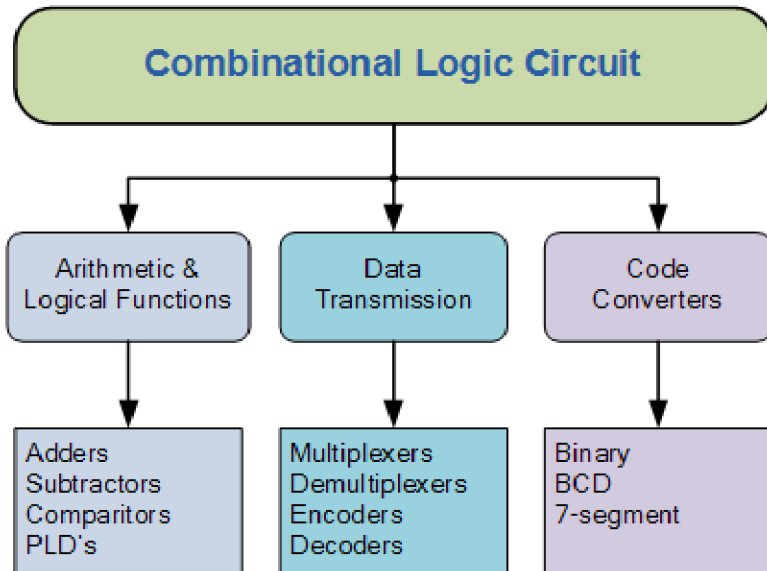 Combinational Logic Circuit
Arithmetic &
Logical Functions
Data
Transmission
Code
Converters
Adders
Subtractors
Comparitors
PLD's
Multiplexers
Demultiplexers
Encoders
Decoders
Binary
BCD
7-segment